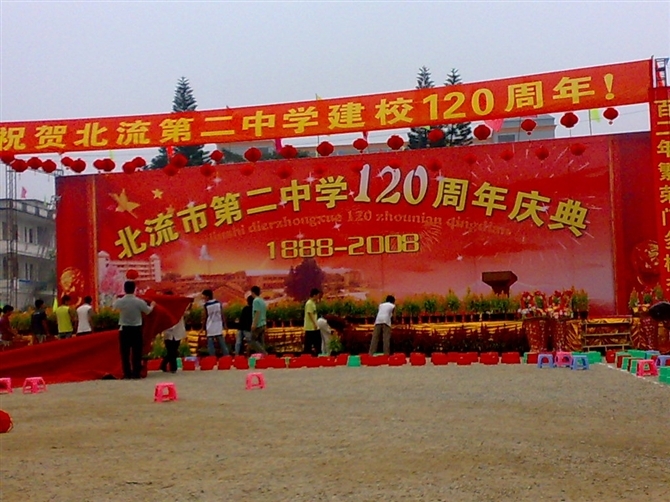 祝贺北流第二中学建校120周年！
北流市第二中学120周年庆典
dierzhongxue 120 zhounian qingdian
1888-2008